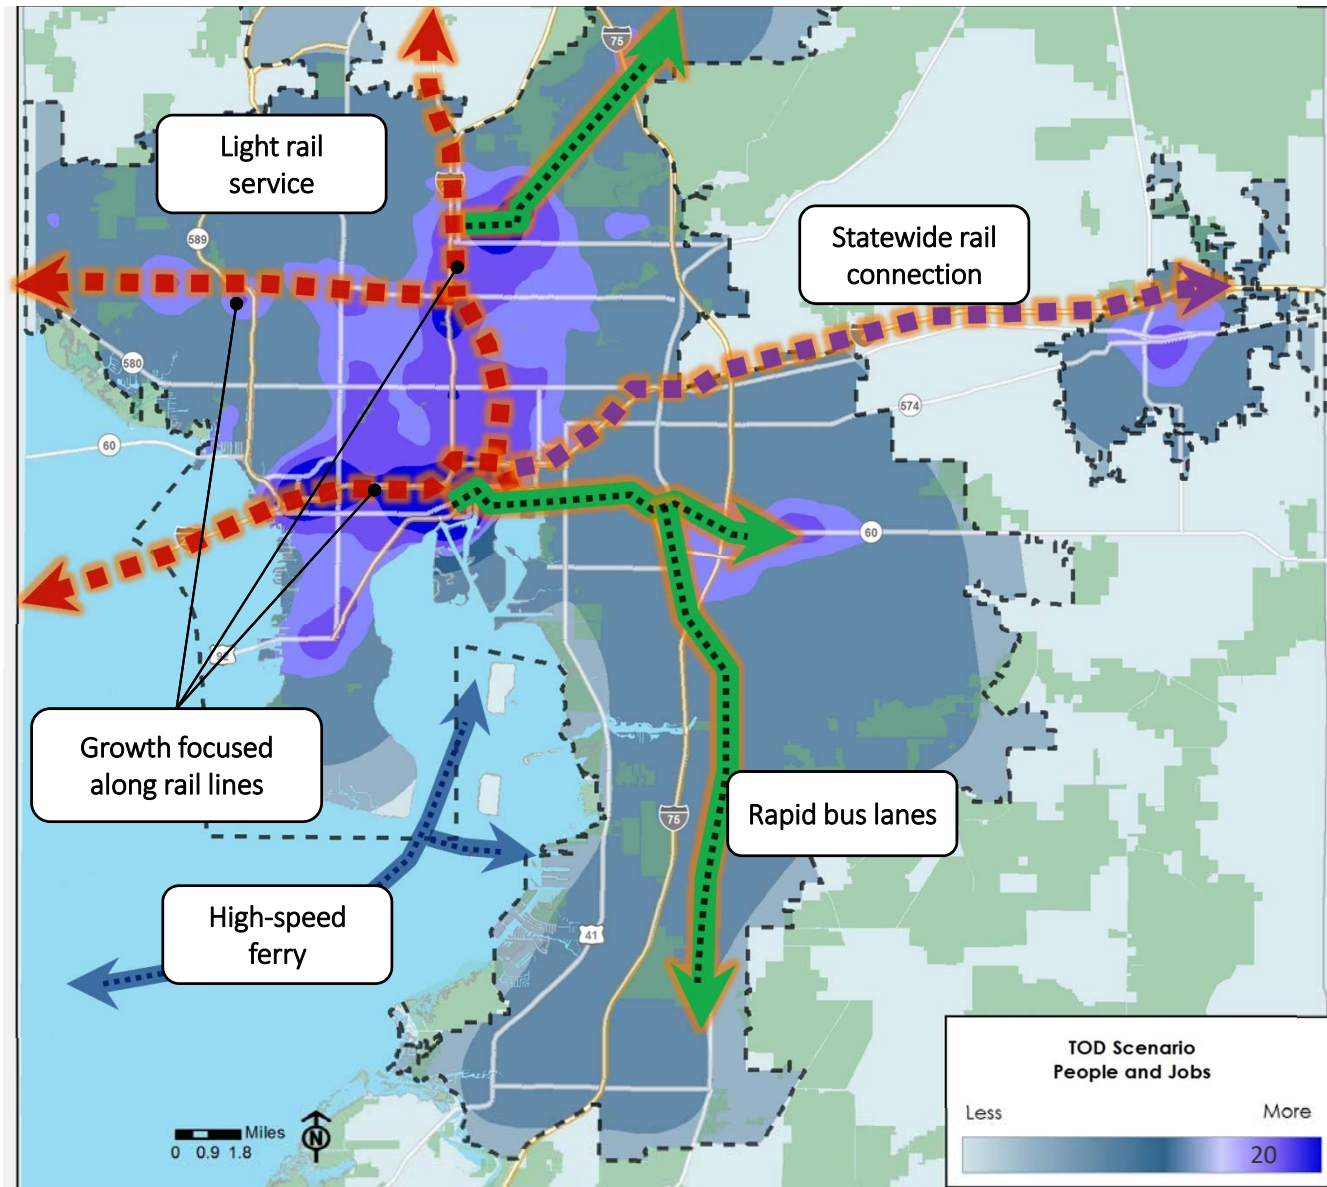 75
Light rail
service
589
Statewide rail
connection
580
574
60
60
92
Growth focused
along rail lines
75
Rapid bus lanes
High-speed
ferry
41
TOD Scenario
People and Jobs
Less More
20
Miles
0 0.9 1.8
N